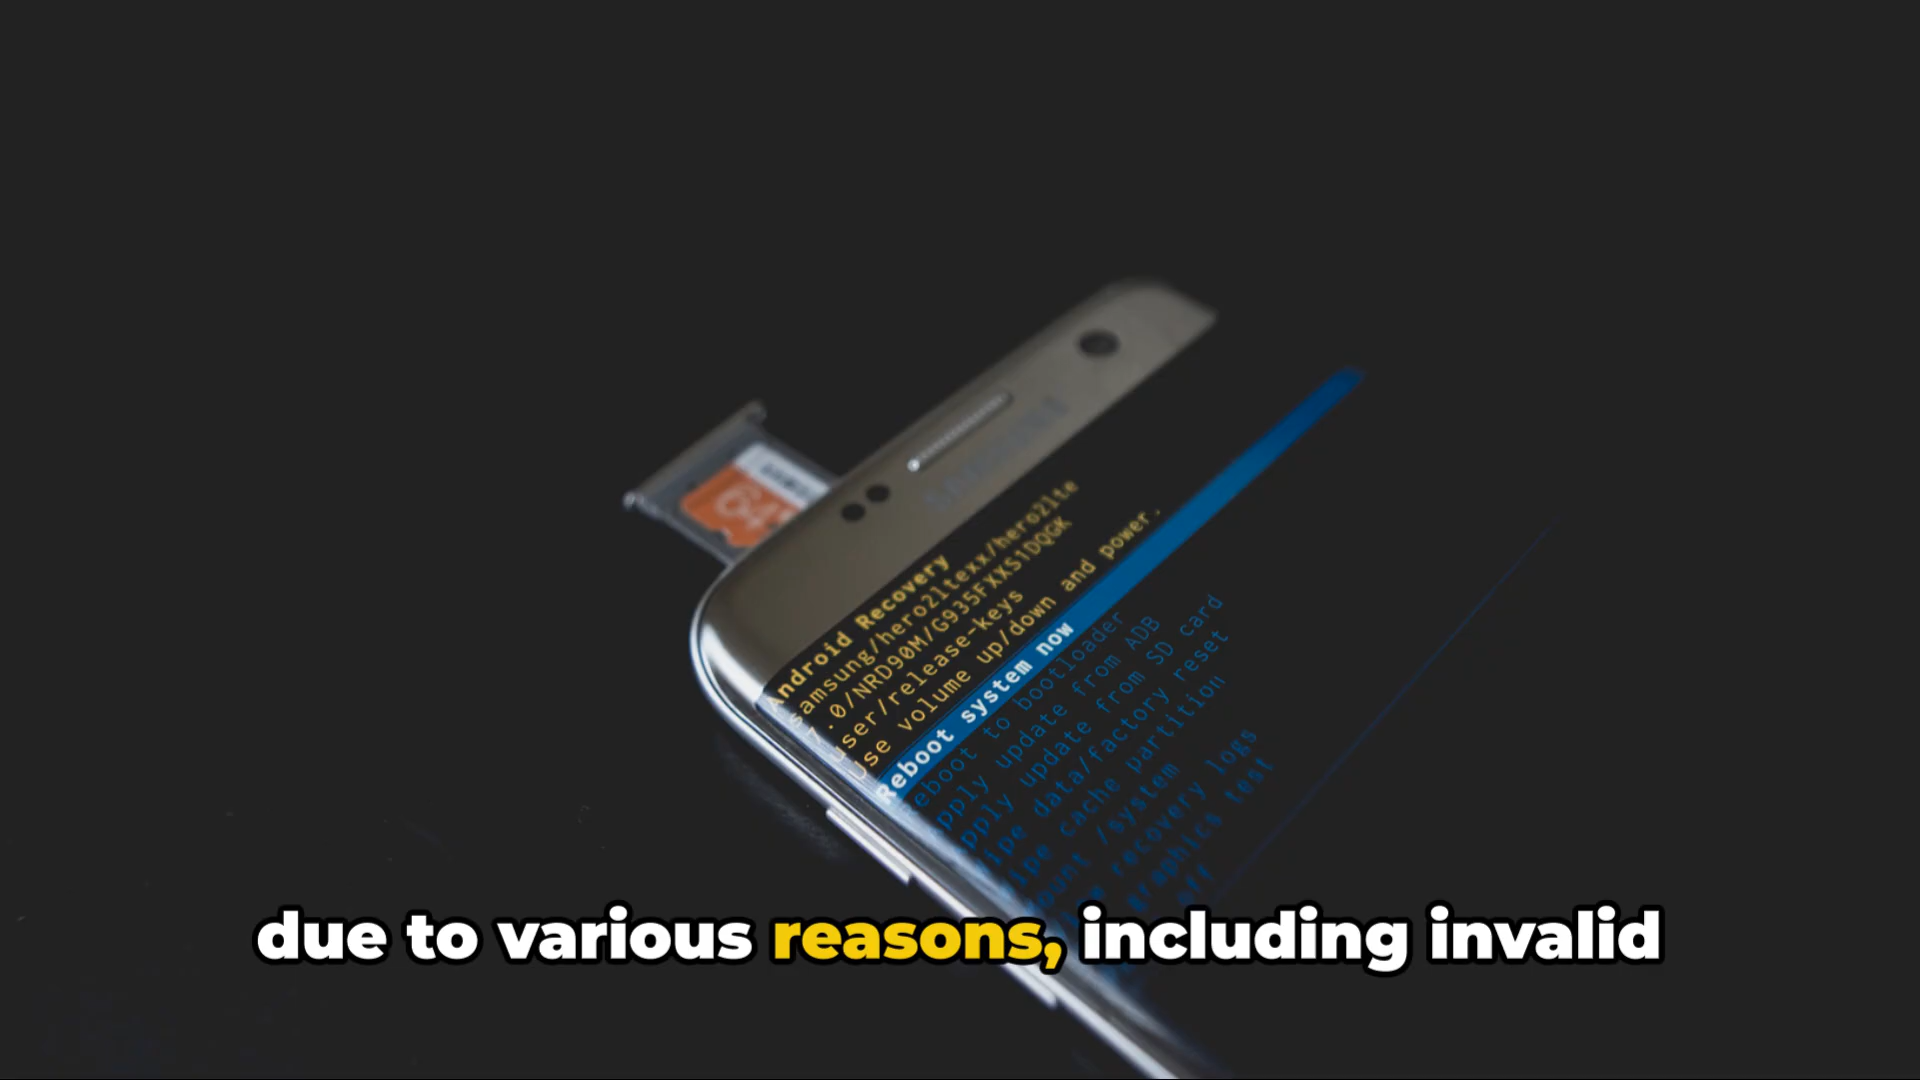 64
Android Recovery
samsung/hero2ltexx/hero2lte
7.0/NRD90M/G935FXXS1DQGK
user/release-keys
Use volume up/down and power.
Reboot system now
Reboot to bootloader
Apply update from ADB
Apply update from SD card
Wipe data/factory reset
Wipe cache partition
Mount /system
recovery logs
graphics test
off
due to various reasons, including invalid